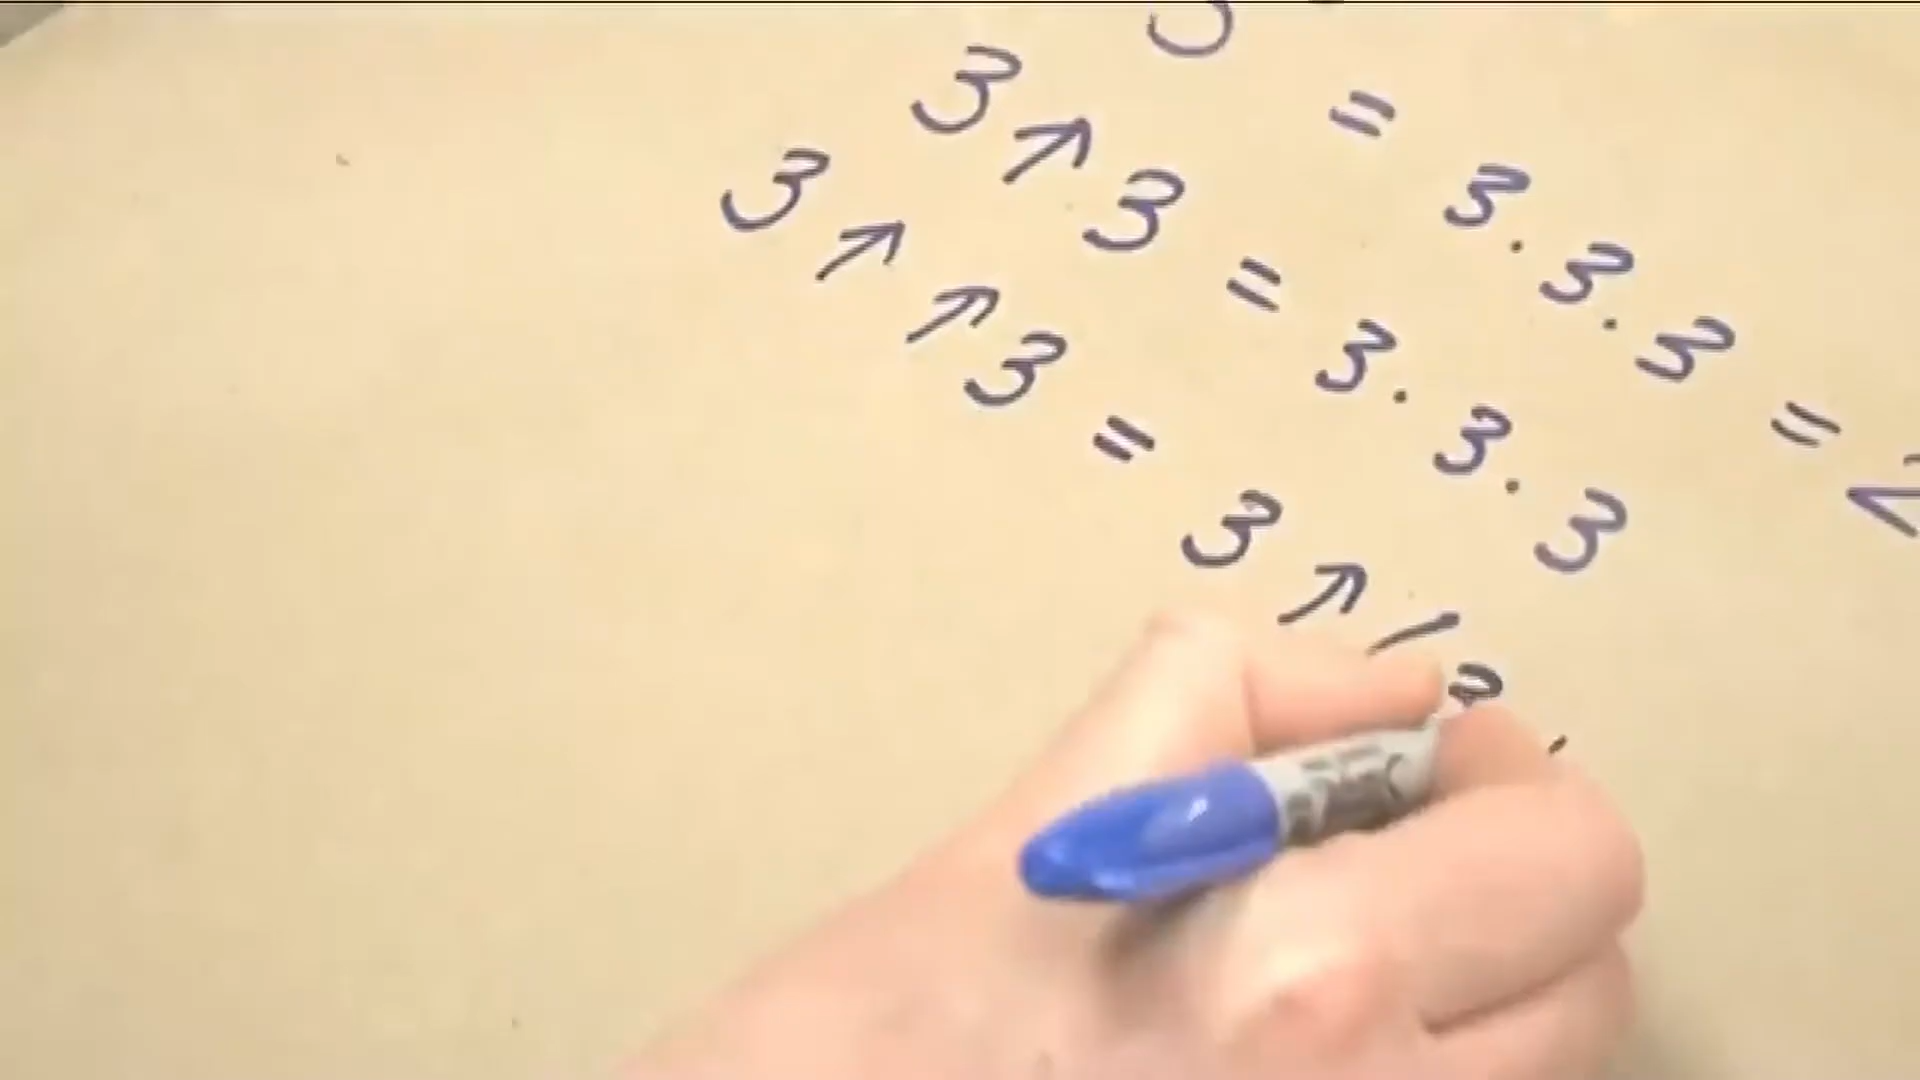 = 3.3.3 =
3↑3 = 3.3.3
3↑↑3 = 3↑